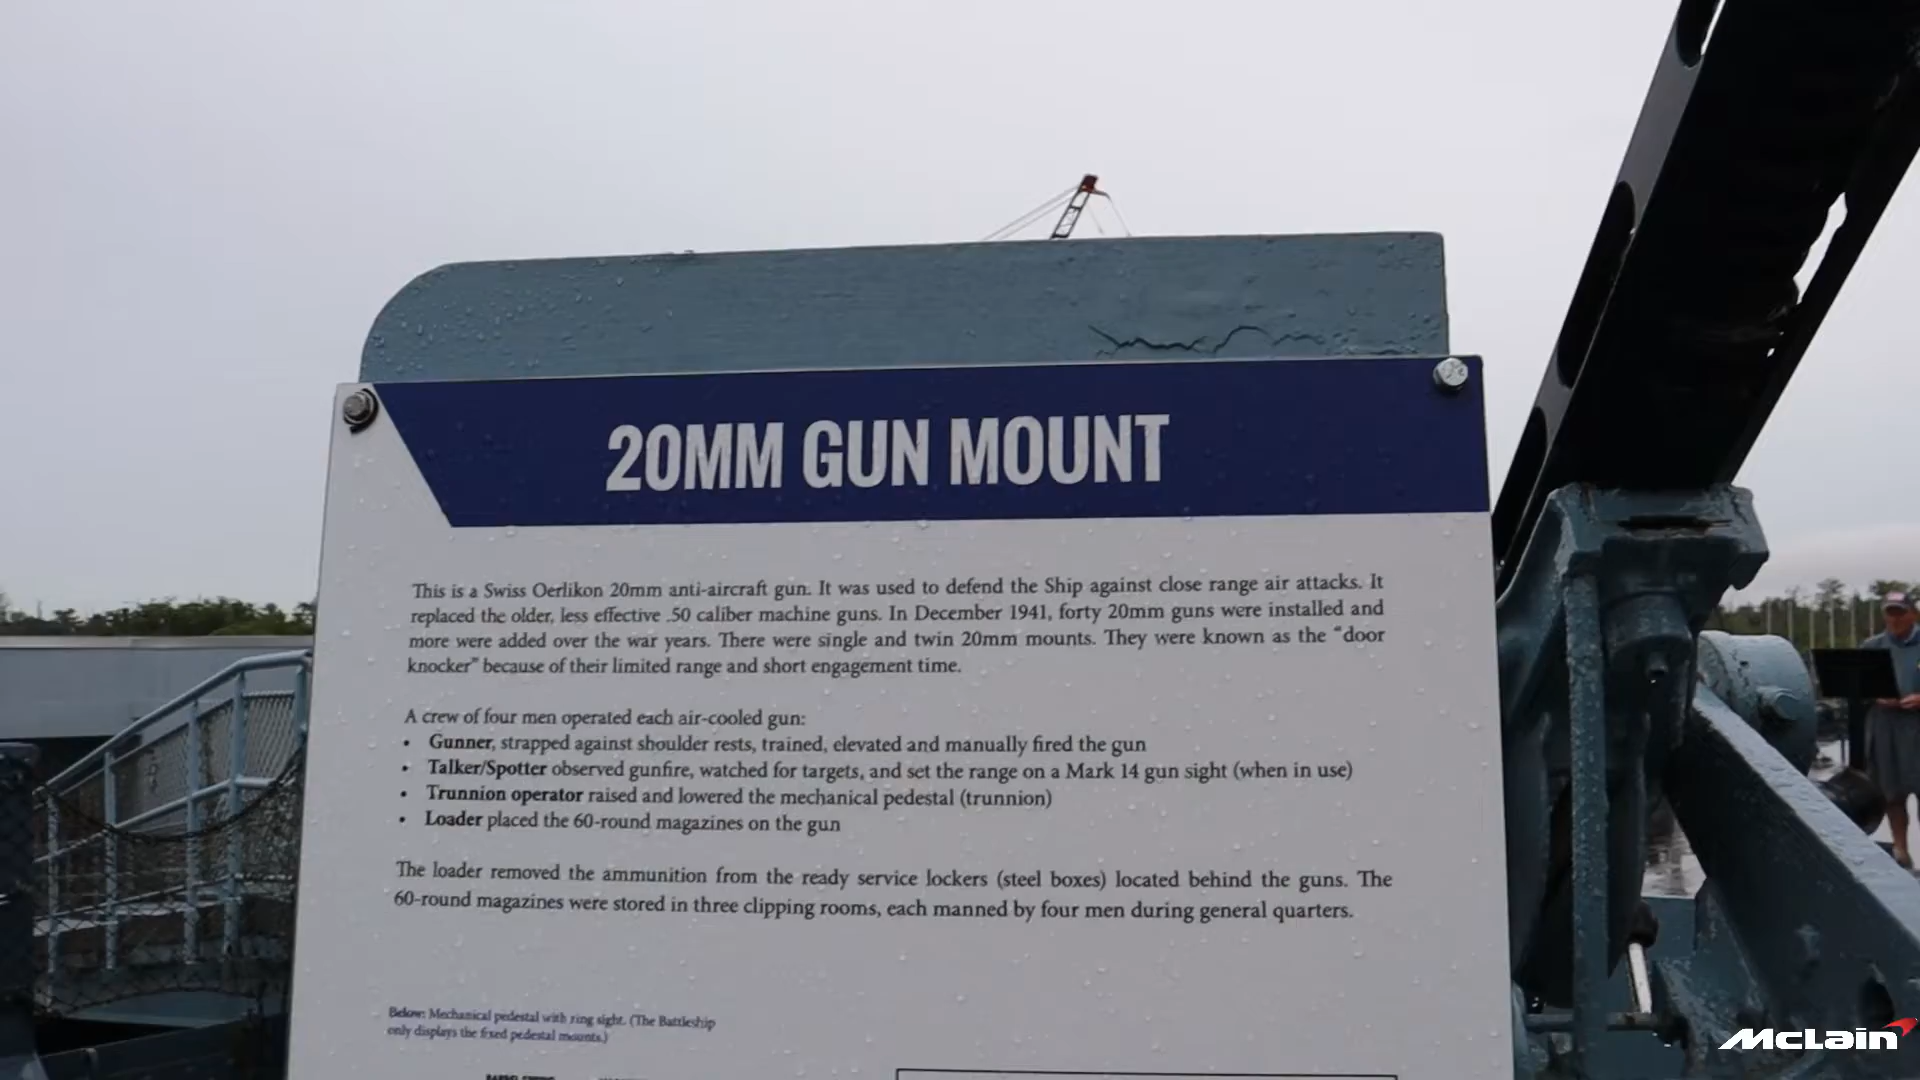 20MM GUN MOUNT
This is a Swiss Oerlikon 20mm anti-aircraft gun. It was used to defend the Ship against close range air attacks. It
replaced the older, less effective .50 caliber machine guns. In December 1941, forty 20mm guns were installed and
more were added over the war years. There were single and twin 20mm mounts. They were known as the "door
knocker" because of their limited range and short engagement time.
A crew of four men operated each air-cooled gun:
• Gunner, strapped against shoulder rests, trained, elevated and manually fired the gun
• Talker/Spotter observed gunfire, watched for targets, and set the range on a Mark 14 gun sight (when in use)
• Trunnion operator raised and lowered the mechanical pedestal (trunnion)
• Loader placed the 60-round magazines on the gun
The loader removed the ammunition from the ready service lockers (steel boxes) located behind the guns. The
60-round magazines were stored in three clipping rooms, each manned by four men during general quarters.
Below: Mechanical pedestal with ring sight. (The Battleship
only displays the fixed pedestal mounts.)
McLain